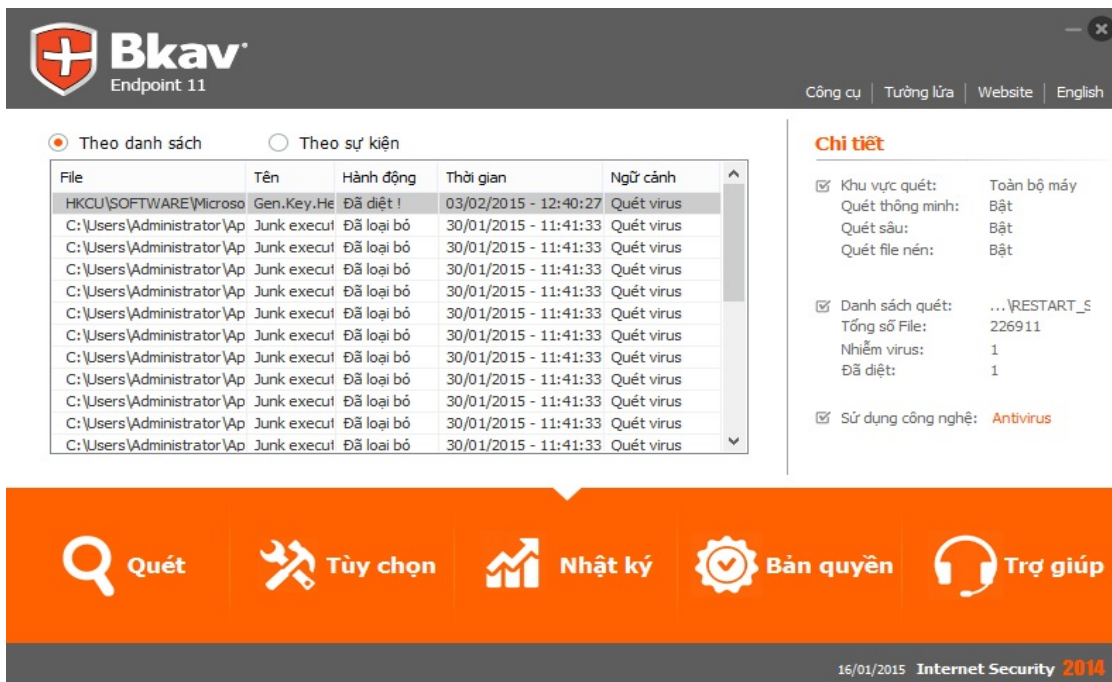 Bkav
Endpoint 11
Công cụ | Tường lửa | Website | English
Theo danh sách Theo sự kiện
File Tên Hành động Thời gian Ngữ cảnh
HKCU\SOFTWARE\Microso Gen.Key.He Đã diệt ! 03/02/2015 - 12:40:27 Quét virus
C:\Users\Administrator\Ap Junk execut Đã loại bỏ 30/01/2015 - 11:41:33 Quét virus
C:\Users\Administrator\Ap Junk execut Đã loại bỏ 30/01/2015 - 11:41:33 Quét virus
C:\Users\Administrator\Ap Junk execut Đã loại bỏ 30/01/2015 - 11:41:33 Quét virus
C:\Users\Administrator\Ap Junk execut Đã loại bỏ 30/01/2015 - 11:41:33 Quét virus
C:\Users\Administrator\Ap Junk execut Đã loại bỏ 30/01/2015 - 11:41:33 Quét virus
C:\Users\Administrator\Ap Junk execut Đã loại bỏ 30/01/2015 - 11:41:33 Quét virus
C:\Users\Administrator\Ap Junk execut Đã loại bỏ 30/01/2015 - 11:41:33 Quét virus
C:\Users\Administrator\Ap Junk execut Đã loại bỏ 30/01/2015 - 11:41:33 Quét virus
C:\Users\Administrator\Ap Junk execut Đã loại bỏ 30/01/2015 - 11:41:33 Quét virus
C:\Users\Administrator\Ap Junk execut Đã loại bỏ 30/01/2015 - 11:41:33 Quét virus
C:\Users\Administrator\Ap Junk execut Đã loại bỏ 30/01/2015 - 11:41:33 Quét virus
Chi tiết
Khu vực quét: Toàn bộ máy
Quét thông minh: Bật
Quét sâu: Bật
Quét file nén: Bật
Danh sách quét: ...\RESTART_S
Tổng số File: 226911
Nhiễm virus: 1
Đã diệt: 1
Sử dụng công nghệ: Antivirus
Quét Tùy chọn Nhật ký Bản quyền Trợ giúp
16/01/2015 Internet Security 2014